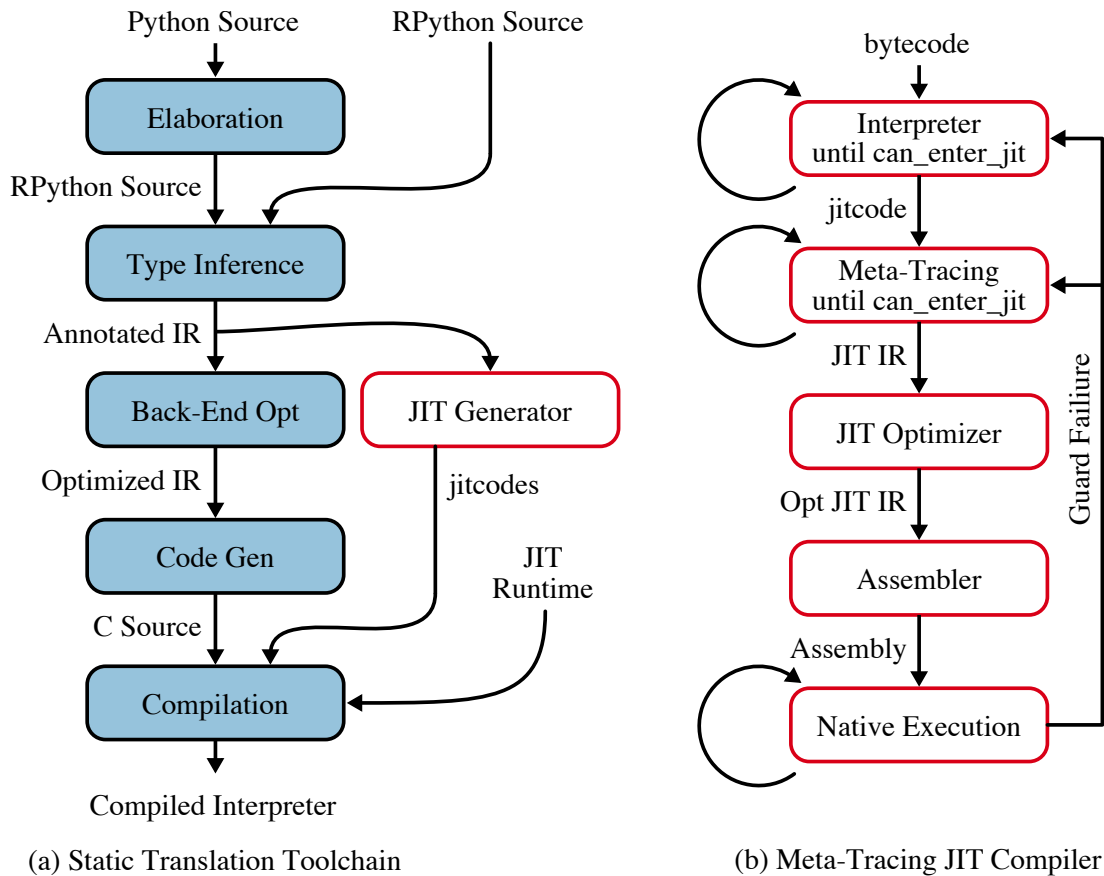 Python Source
RPython Source
Elaboration
RPython Source
Type Inference
Annotated IR
Back-End Opt
JIT Generator
Optimized IR
jitcodes
Code Gen
JIT
Runtime
C Source
Compilation
Compiled Interpreter
(a) Static Translation Toolchain
bytecode
Interpreter
until can_enter_jit
jitcode
Meta-Tracing
until can_enter_jit
JIT IR
JIT Optimizer
Guard Failiure
Opt JIT IR
Assembler
Assembly
Native Execution
(b) Meta-Tracing JIT Compiler